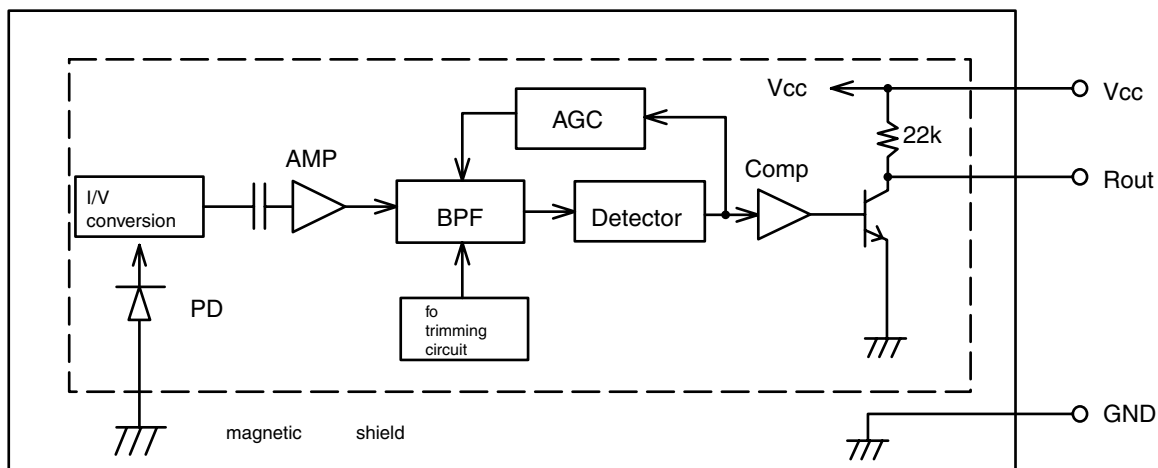 Vcc
Vcc
AGC
22k
AMP
Comp
Rout
I/V
conversion
BPF
Detector
PD
fo
trimming
circuit
GND
magnetic shield